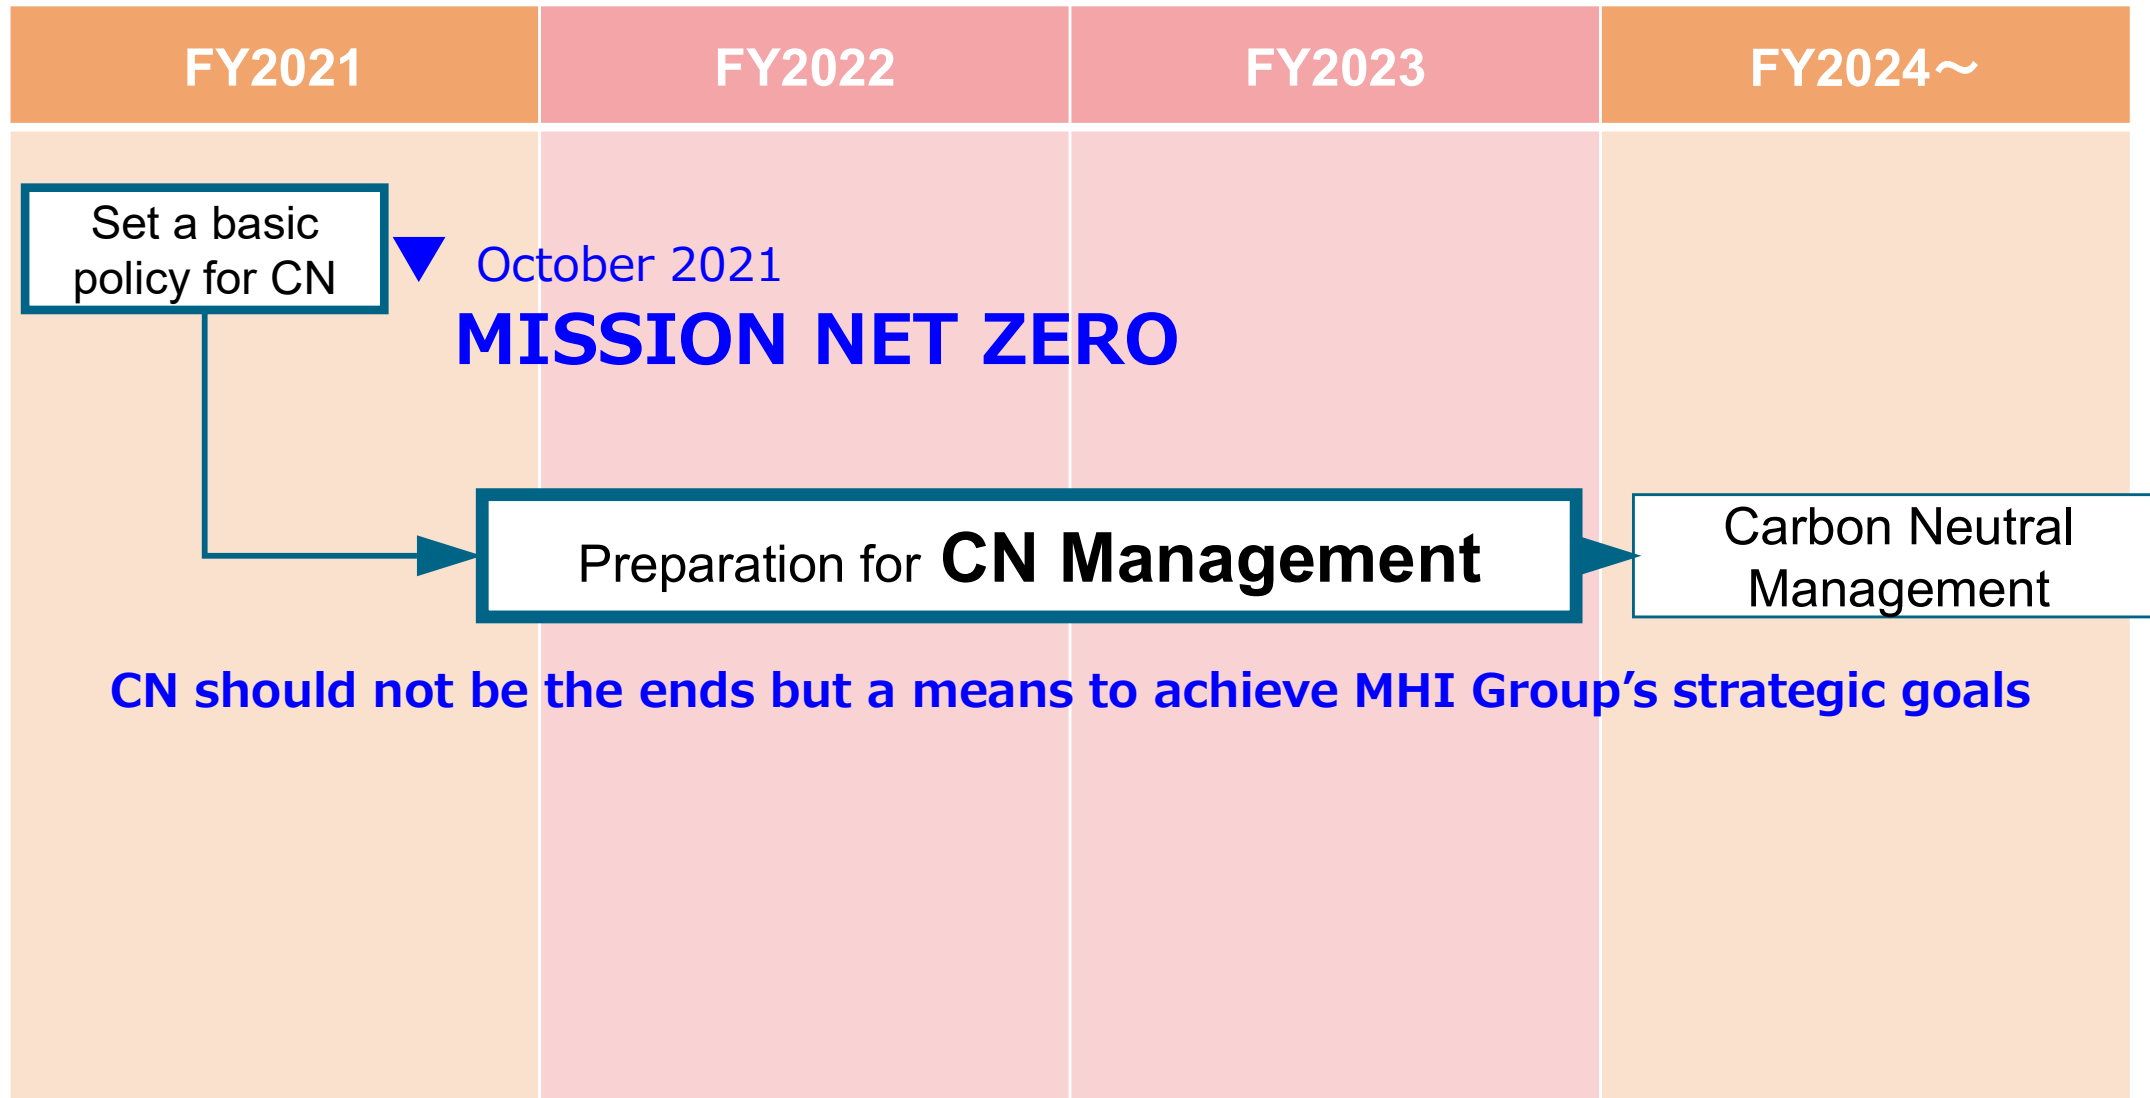 FY2021
FY2022
FY2023
FY2024～
Set a basic
policy for CN
October 2021
MISSION NET ZERO
Preparation for CN Management
Carbon Neutral
Management
CN should not be the ends but a means to achieve MHI Group’s strategic goals